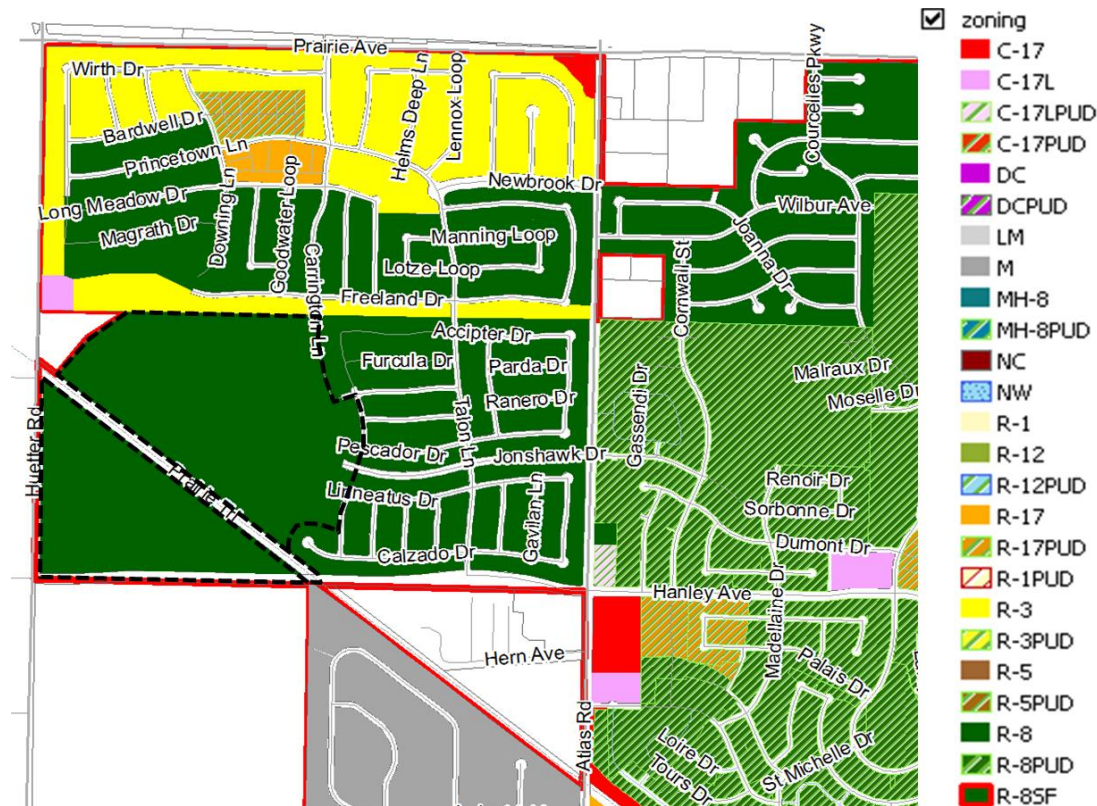 Prairie Ave
Wirth Dr
Bardwell Dr
Princetown Ln
Long Meadow Dr
Magrath Dr
Downing Ln
Goodwater Loop
Carrington Ln
Helms Deep Ln
Lennox Loop
Newbrook Dr
Manning Loop
Lotze Loop
Freeland Dr
Courcelles Pkwy
Wilbur Ave
Joanna Dr
Cornwall St
Accipter Dr
Furcula Dr
Parda Dr
Ranero Dr
Talon Ln
Pescador Dr
Jonshawk Dr
Linneatus Dr
Gavilan Ln
Calzado Dr
Huetter Rd
Malraux Dr
Moselle Dr
Gassendi Dr
Renoir Dr
Sorbonne Dr
Dumont Dr
Hanley Ave
Madellaine Dr
Palais Dr
Hern Ave
Atlas Rd
Loire Dr
Tours Dr
St Michelle Dr
zoning
C-17
C-17L
C-17LPUD
C-17PUD
DC
DCPUD
LM
M
MH-8
MH-8PUD
NC
NW
R-1
R-12
R-12PUD
R-17
R-17PUD
R-1PUD
R-3
R-3PUD
R-5
R-5PUD
R-8
R-8PUD
R-8SF